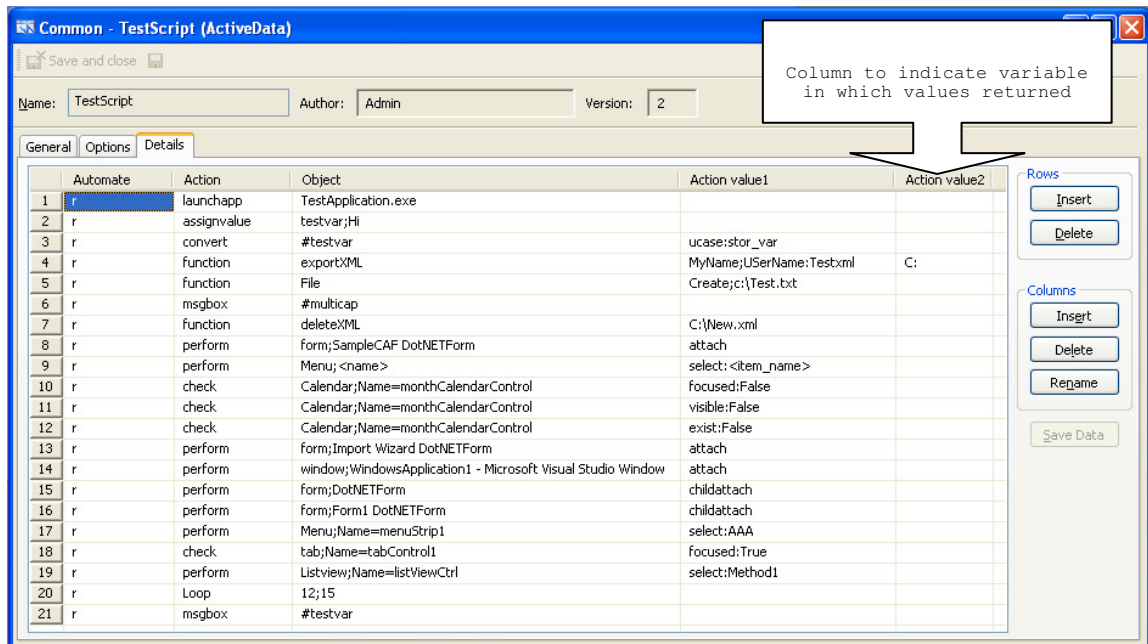 Common - TestScript (ActiveData)
Column to indicate variable
in which values returned
Save and close
Name: TestScript Author: Admin Version: 2
General Options Details
Automate Action Object Action value1 Action value2
1 r launchapp TestApplication.exe
2 r assignvalue testvar;Hi
3 r convert #testvar ucase:stor_var
4 r function exportXML MyName;USerName:Testxml C:
5 r function File Create;c:\Test.txt
6 r msgbox #multicap
7 r function deleteXML C:\New.xml
8 r perform form;SampleCAF DotNETForm attach
9 r perform Menu;<name> select:<item_name>
10 r check Calendar;Name=monthCalendarControl focused:False
11 r check Calendar;Name=monthCalendarControl visible:False
12 r check Calendar;Name=monthCalendarControl exist:False
13 r perform form;Import Wizard DotNETForm attach
14 r perform window;WindowsApplication1 - Microsoft Visual Studio Window attach
15 r perform form;DotNETForm childattach
16 r perform form;Form1 DotNETForm childattach
17 r perform Menu;Name=menuStrip1 select:AAA
18 r check tab;Name=tabControl1 focused:True
19 r perform Listview;Name=listViewCtrl select:Method1
20 r Loop 12;15
21 r msgbox #testvar
Rows
Insert
Delete
Columns
Insert
Delete
Rename
Save Data